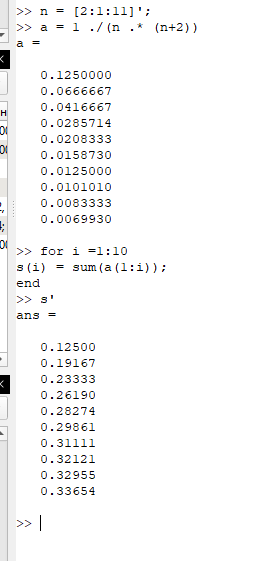 >> n = [2:1:11]';
>> a = 1 ./(n .* (n+2))
a =
0.1250000
0.0666667
0.0416667
0.0285714
0.0208333
0.0158730
0.0125000
0.0101010
0.0083333
0.0069930
>> for i =1:10
s(i) = sum(a(1:i));
end
>> s'
ans =
0.12500
0.19167
0.23333
0.26190
0.28274
0.29861
0.31111
0.32121
0.32955
0.33654
>>